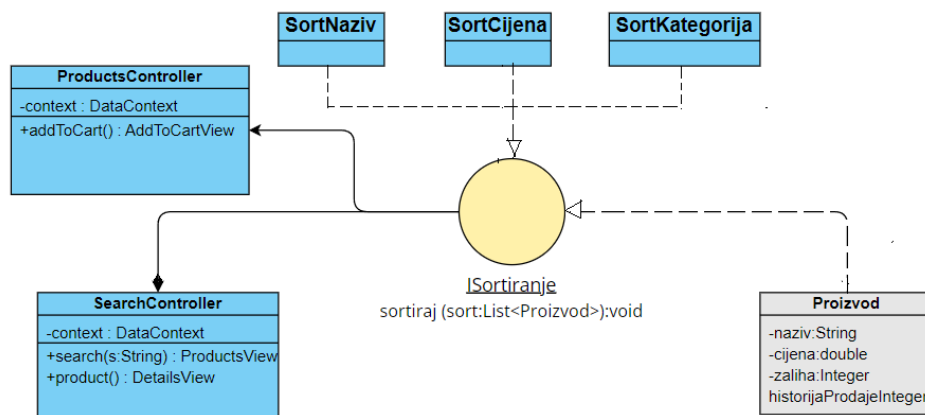 SortNaziv
SortCijena
SortKategorija
ProductsController
-context : DataContext
+addToCart() : AddToCartView
ISortiranje
sortiraj (sort:List<Proizvod>):void
SearchController
-context : DataContext
+search(s:String) : ProductsView
+product() : DetailsView
Proizvod
-naziv:String
-cijena:double
-zaliha:Integer
historijaProdajeInteger